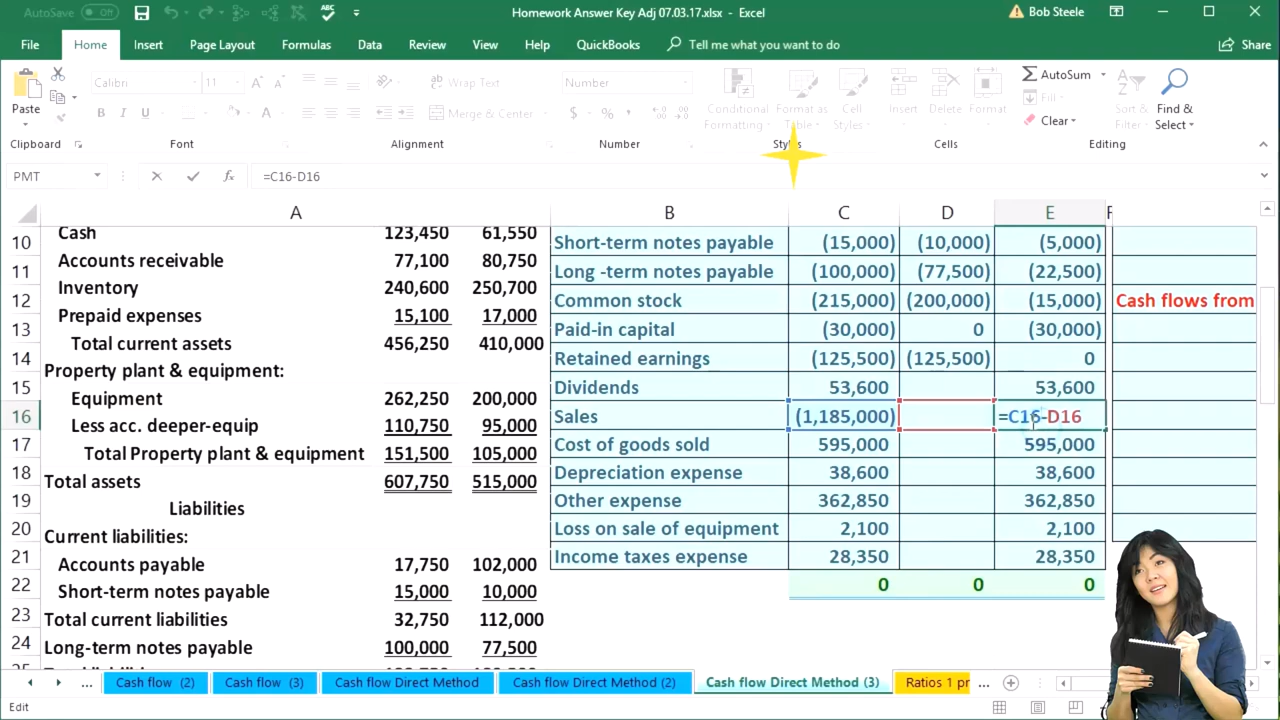 AutoSave Off
Homework Answer Key Adj 07.03.17.xlsx - Excel
Bob Steele
File Home Insert Page Layout Formulas Data Review View Help QuickBooks Tell me what you want to do Share
Paste
Calibri 11
Wrap Text
Number
AutoSum
Fill
Clear
B I U
Merge & Center
$ % ,
Conditional Formatting
Format as Table
Cell Styles
Insert
Delete
Format
Sort & Filter
Find & Select
Clipboard Font Alignment Number Styles Cells Editing
PMT fx =C16-D16
A B C D E F
10 Cash 123,450 61,550 Short-term notes payable (15,000) (10,000) (5,000)
11 Accounts receivable 77,100 80,750 Long -term notes payable (100,000) (77,500) (22,500)
12 Inventory 240,600 250,700 Common stock (215,000) (200,000) (15,000) Cash flows from
13 Prepaid expenses 15,100 17,000 Paid-in capital (30,000) 0 (30,000)
14 Total current assets 456,250 410,000 Retained earnings (125,500) (125,500) 0
15 Property plant & equipment: Dividends 53,600 53,600
16 Equipment 262,250 200,000 Sales (1,185,000) =C16-D16
17 Less acc. deeper-equip 110,750 95,000 Cost of goods sold 595,000 595,000
18 Total Property plant & equipment 151,500 105,000 Depreciation expense 38,600 38,600
19 Total assets 607,750 515,000 Other expense 362,850 362,850
20 Liabilities Loss on sale of equipment 2,100 2,100
21 Current liabilities: Income taxes expense 28,350 28,350
22 Accounts payable 17,750 102,000 0 0 0
Short-term notes payable 15,000 10,000
23 Total current liabilities 32,750 112,000
24 Long-term notes payable 100,000 77,500
... Cash flow (2) Cash flow (3) Cash flow Direct Method Cash flow Direct Method (2) Cash flow Direct Method (3) Ratios 1 pr ...
Edit